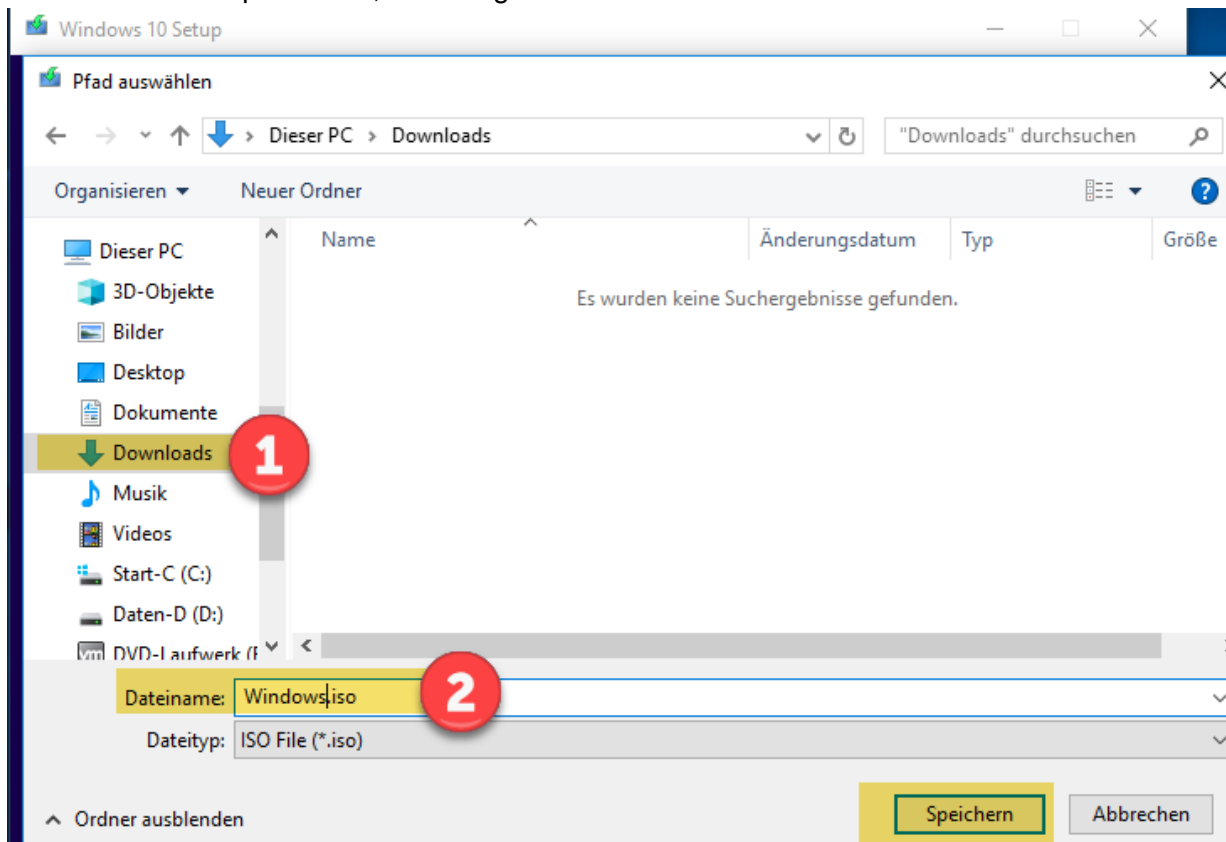 Windows 10 Setup
Pfad auswählen
Dieser PC > Downloads
"Downloads" durchsuchen
Organisieren
Neuer Ordner
Name Änderungsdatum Typ Größe
Es wurden keine Suchergebnisse gefunden.
Dieser PC
3D-Objekte
Bilder
Desktop
Dokumente
Downloads 1
Musik
Videos
Start-C (C:)
Daten-D (D:)
DVD-Laufwerk
Dateiname: Windows.iso 2
Dateityp: ISO File (*.iso)
Ordner ausblenden
Speichern Abbrechen